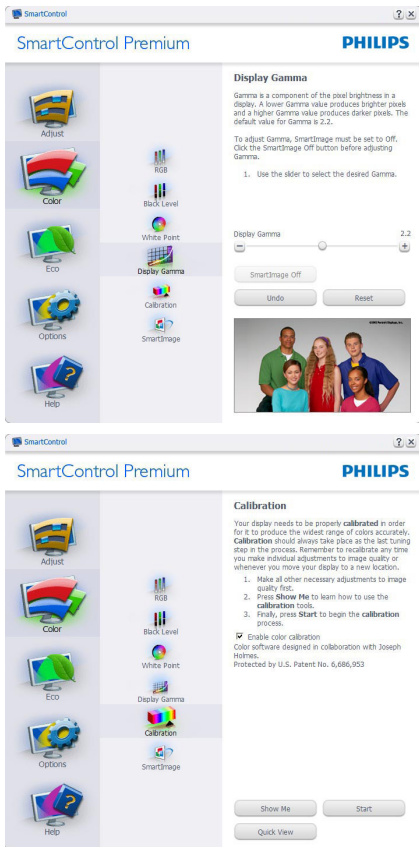 SmartControl
SmartControl Premium
PHILIPS
Adjust
Color
Eco
Options
Help
RGB
Black Level
White Point
Display Gamma
Calibration
SmartImage
Display Gamma
Gamma is a component of the pixel brightness in a
display. A lower Gamma value produces brighter pixels
and a higher Gamma value produces darker pixels. The
default value for Gamma is 2.2.
To adjust Gamma, SmartImage must be set to Off.
Click the SmartImage Off button before adjusting
Gamma.
1. Use the slider to select the desired Gamma.
Display Gamma 2.2
SmartImage Off
Undo Reset
SmartControl
SmartControl Premium
PHILIPS
Adjust
Color
Eco
Options
Help
RGB
Black Level
White Point
Display Gamma
Calibration
SmartImage
Calibration
Your display needs to be properly calibrated in order
for it to produce the widest range of colors accurately.
Calibration should always take place as the last tuning
step in the process. Remember to recalibrate any time
you make individual adjustments to image quality or
whenever you move your display to a new location.
1. Make all other necessary adjustments to image
quality first.
2. Press Show Me to learn how to use the
calibration tools.
3. Finally, press Start to begin the calibration
process.
Enable color calibration
Color software designed in collaboration with Joseph
Holmes.
Protected by U.S. Patent No. 6,686,953
Show Me Start
Quick View